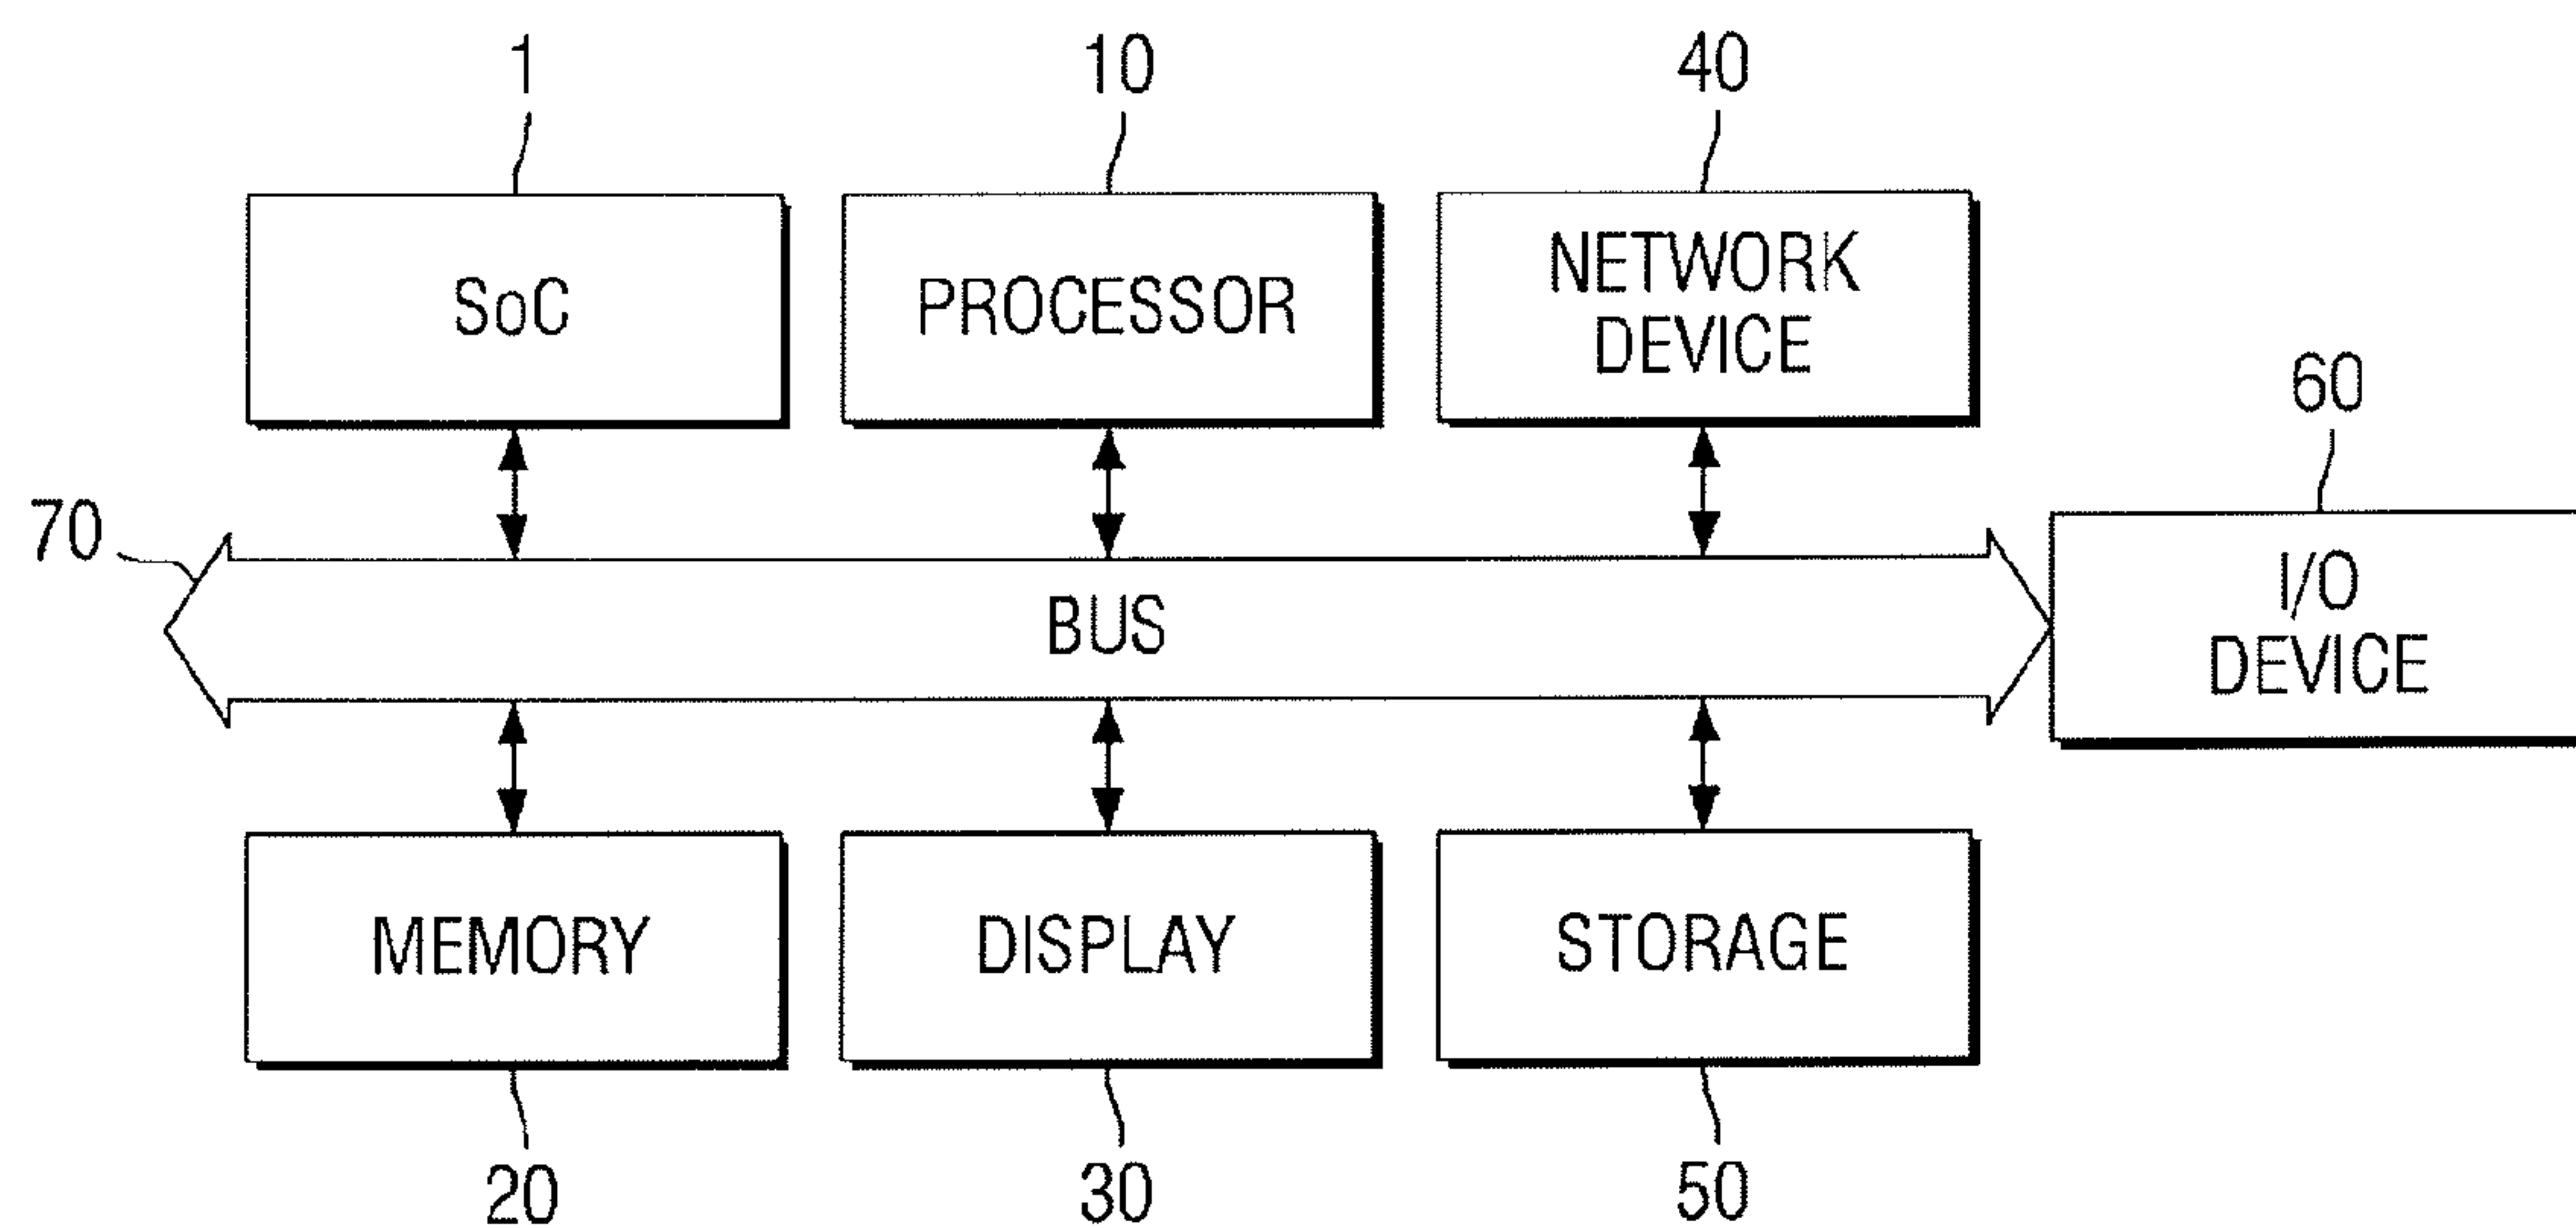 1
10
40
SoC
PROCESSOR
NETWORK
DEVICE
60
70
BUS
I/O
DEVICE
MEMORY
DISPLAY
STORAGE
20
30
50